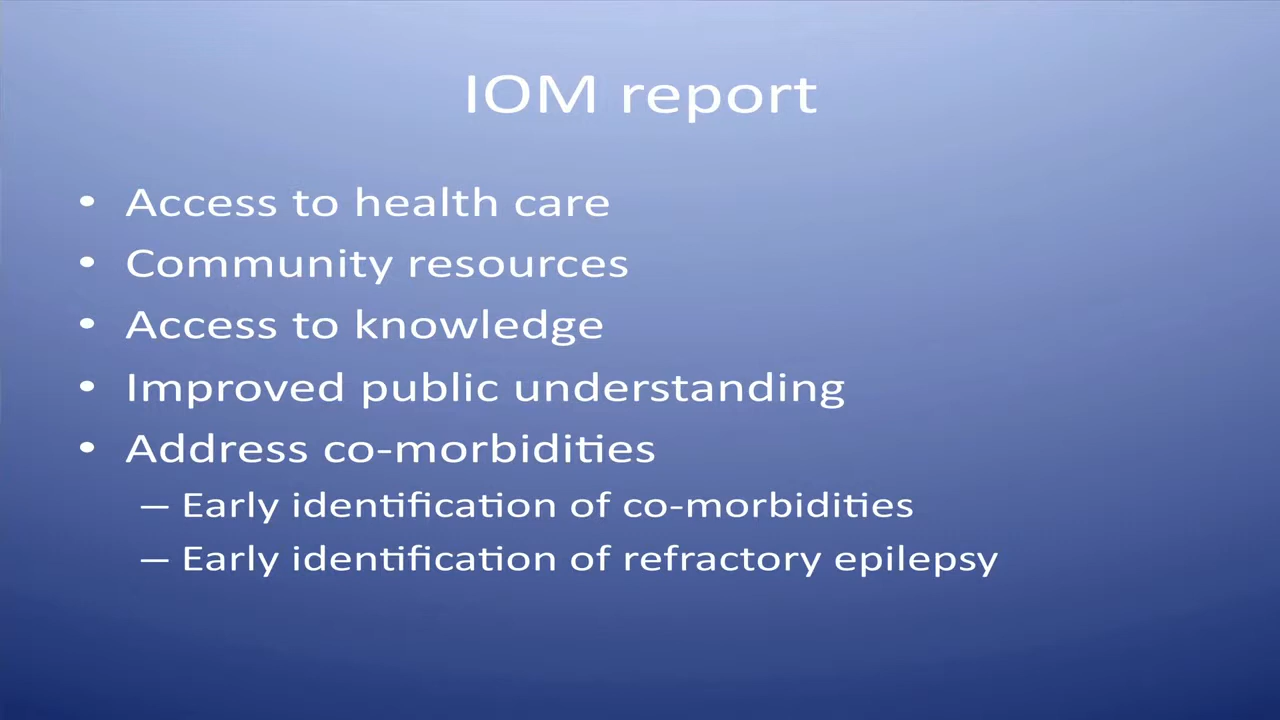 IOM report
• Access to health care
• Community resources
• Access to knowledge
• Improved public understanding
• Address co-morbidities
– Early identification of co-morbidities
– Early identification of refractory epilepsy